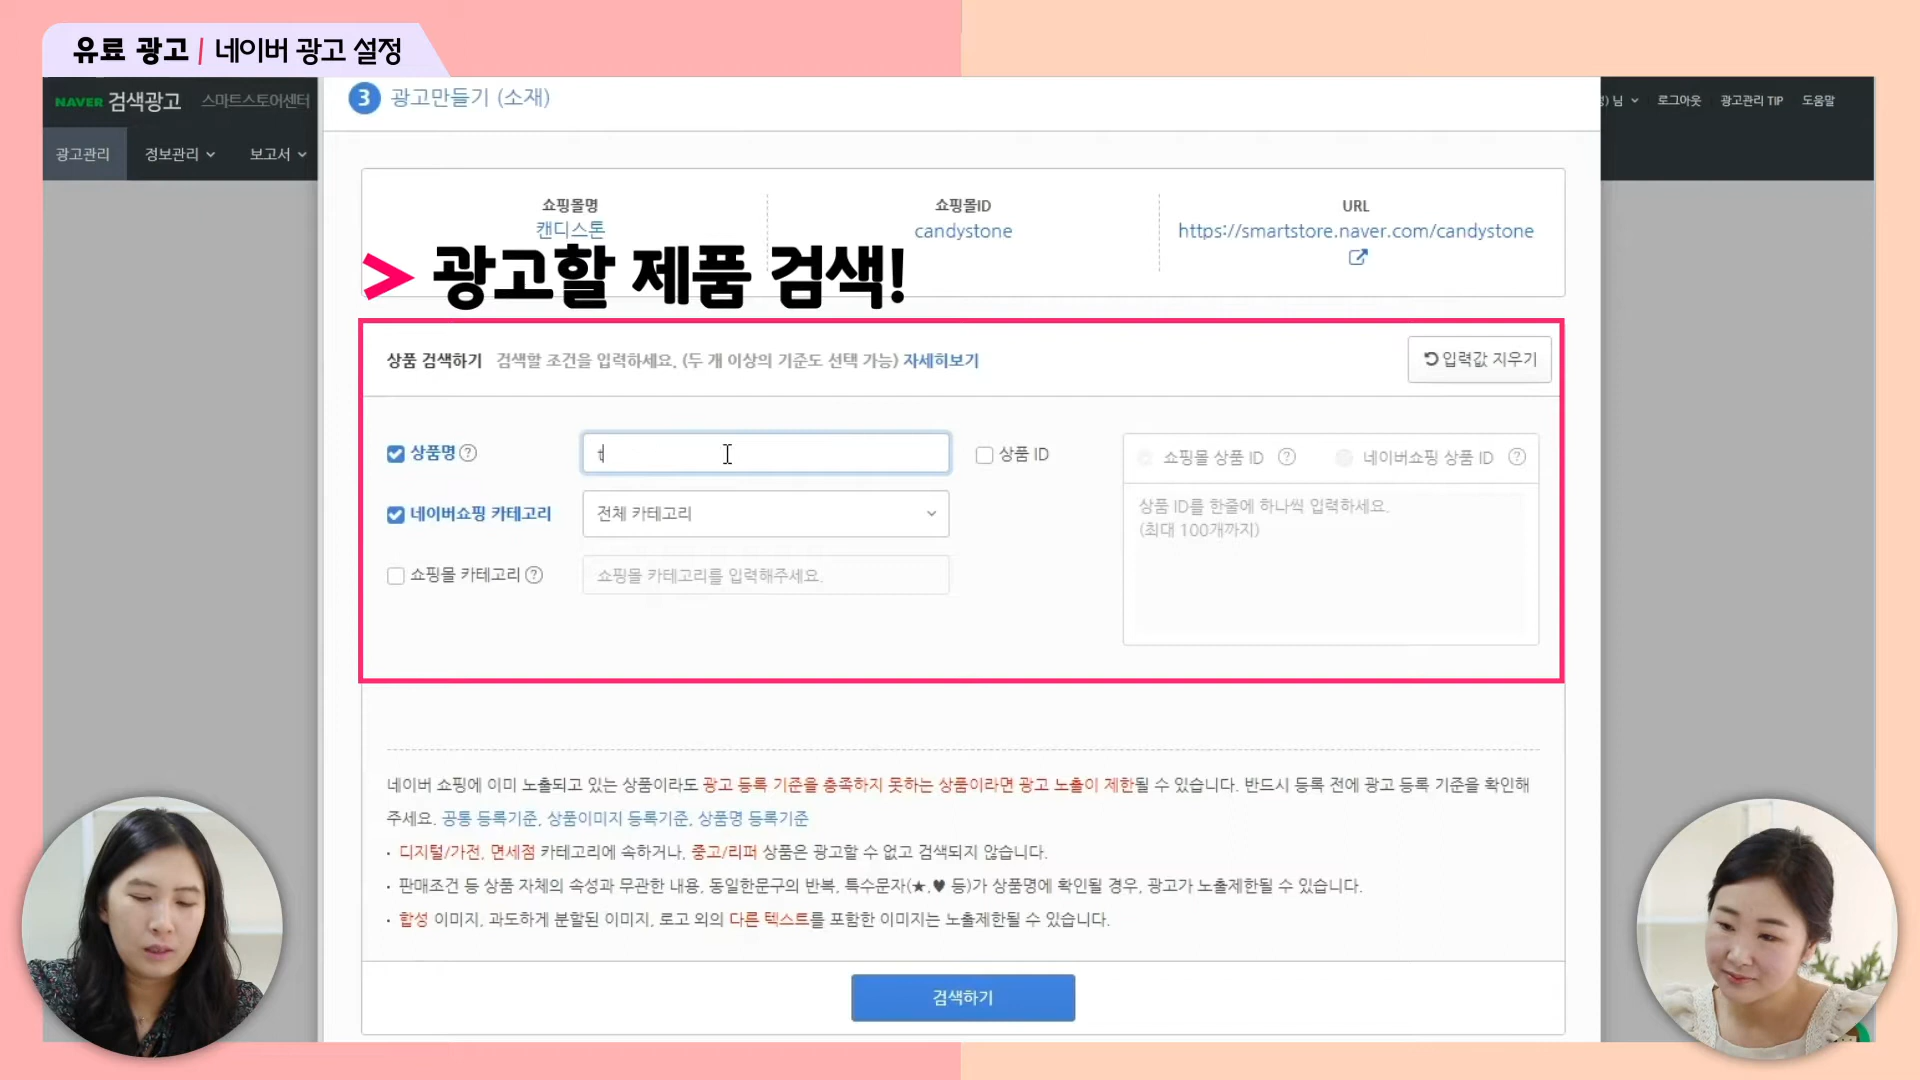 유료 광고 | 네이버 광고 설정
NAVER 검색광고 스마트스토어센터
님 로그아웃 광고관리 TIP 도움말
광고관리 정보관리 보고서
3 광고만들기 (소재)
쇼핑몰명 쇼핑몰ID URL
캔디스톤 candystone https://smartstore.naver.com/candystone
> 광고할 제품 검색!
상품 검색하기 검색할 조건을 입력하세요. (두 개 이상의 기준도 선택 가능) 자세히보기 입력값 지우기
상품명 ? t 상품 ID 쇼핑몰 상품 ID ? 네이버쇼핑 상품 ID ?
네이버쇼핑 카테고리 전체 카테고리
상품 ID를 한줄에 하나씩 입력하세요.
(최대 100개까지)
쇼핑몰 카테고리 ? 쇼핑몰 카테고리를 입력해주세요.
네이버 쇼핑에 이미 노출되고 있는 상품이라도 광고 등록 기준을 충족하지 못하는 상품이라면 광고 노출이 제한될 수 있습니다. 반드시 등록 전에 광고 등록 기준을 확인해
주세요. 공통 등록기준, 상품이미지 등록기준, 상품명 등록기준
· 디지털/가전, 면세점 카테고리에 속하거나, 중고/리퍼 상품은 광고할 수 없고 검색되지 않습니다.
· 판매조건 등 상품 자체의 속성과 무관한 내용, 동일한문구의 반복, 특수문자(★,♥ 등)가 상품명에 확인될 경우, 광고가 노출제한될 수 있습니다.
· 합성 이미지, 과도하게 분할된 이미지, 로고 외의 다른 텍스트를 포함한 이미지는 노출제한될 수 있습니다.
검색하기